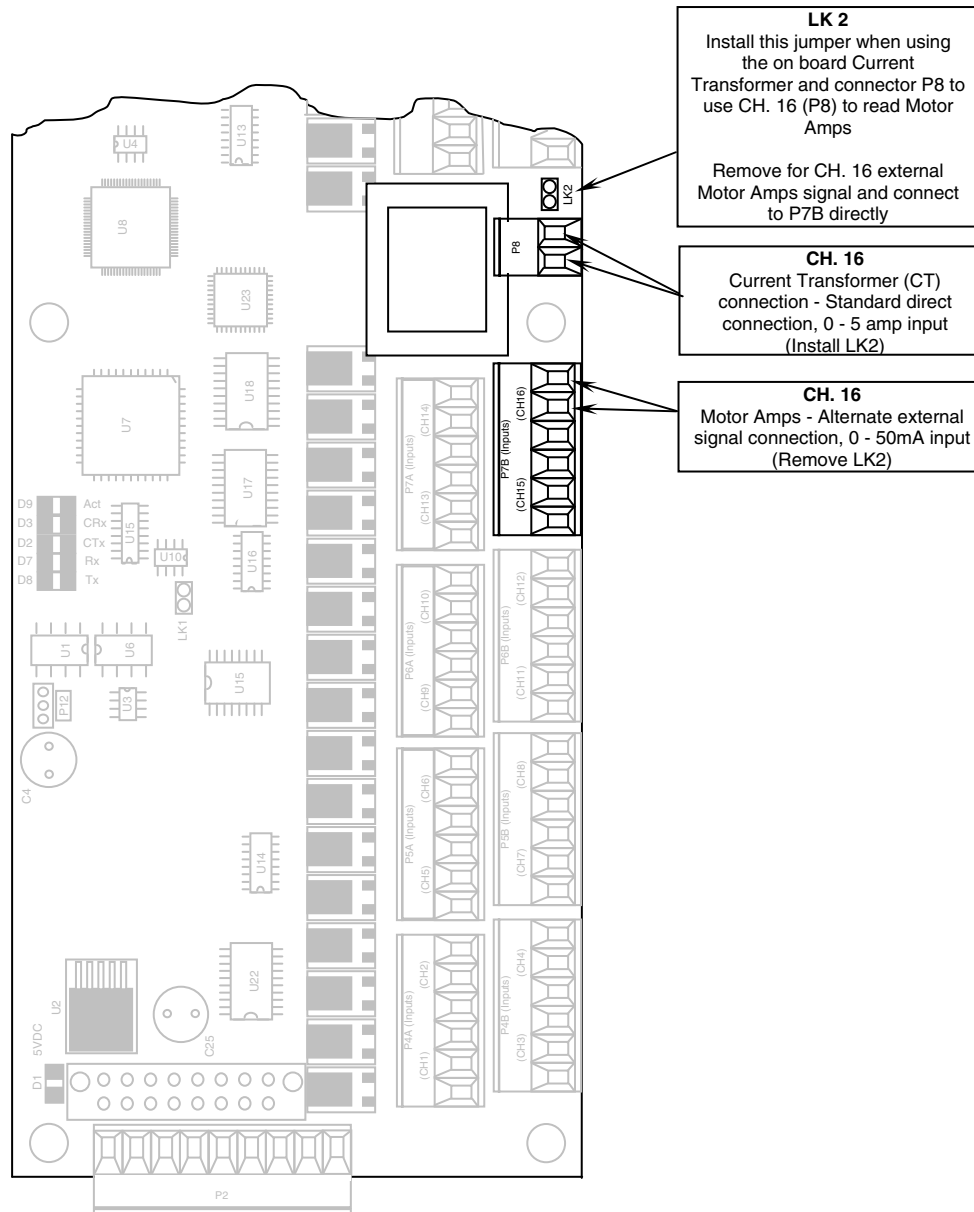 LK 2
Install this jumper when using
the on board Current
Transformer and connector P8 to
use CH. 16 (P8) to read Motor
Amps
Remove for CH. 16 external
Motor Amps signal and connect
to P7B directly
CH. 16
Current Transformer (CT)
connection - Standard direct
connection, 0 - 5 amp input
(Install LK2)
CH. 16
Motor Amps - Alternate external
signal connection, 0 - 50mA input
(Remove LK2)
U4
U13
U8
U23
LK2
P8
U7
U18
U17
U16
U15
U10
LK1
D9 Act
D3 CRx
D2 CTx
D7 Rx
D8 Tx
P7A (Inputs)
(CH13)
(CH14)
P7B (Inputs)
(CH15)
(CH16)
U1
U6
U3
P12
U15
C4
P6A (Inputs)
(CH9)
(CH10)
P6B (Inputs)
(CH11)
(CH12)
U14
P5A (Inputs)
(CH5)
(CH6)
P5B (Inputs)
(CH7)
(CH8)
U2
5VDC
C25
U22
D1
P4A (Inputs)
(CH1)
(CH2)
P4B (Inputs)
(CH3)
(CH4)
P2